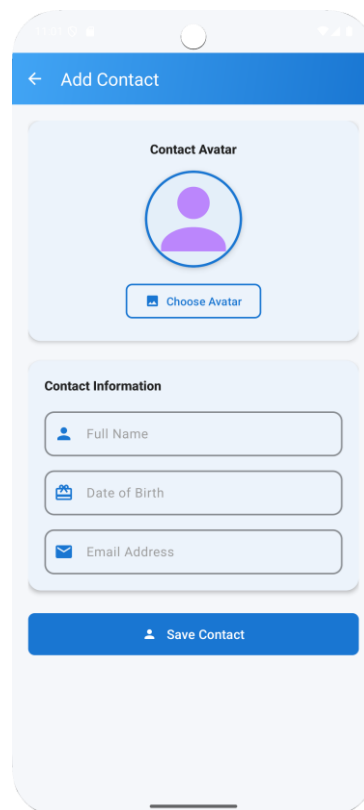 Add Contact
Contact Avatar
Choose Avatar
Contact Information
Full Name
Date of Birth
Email Address
Save Contact